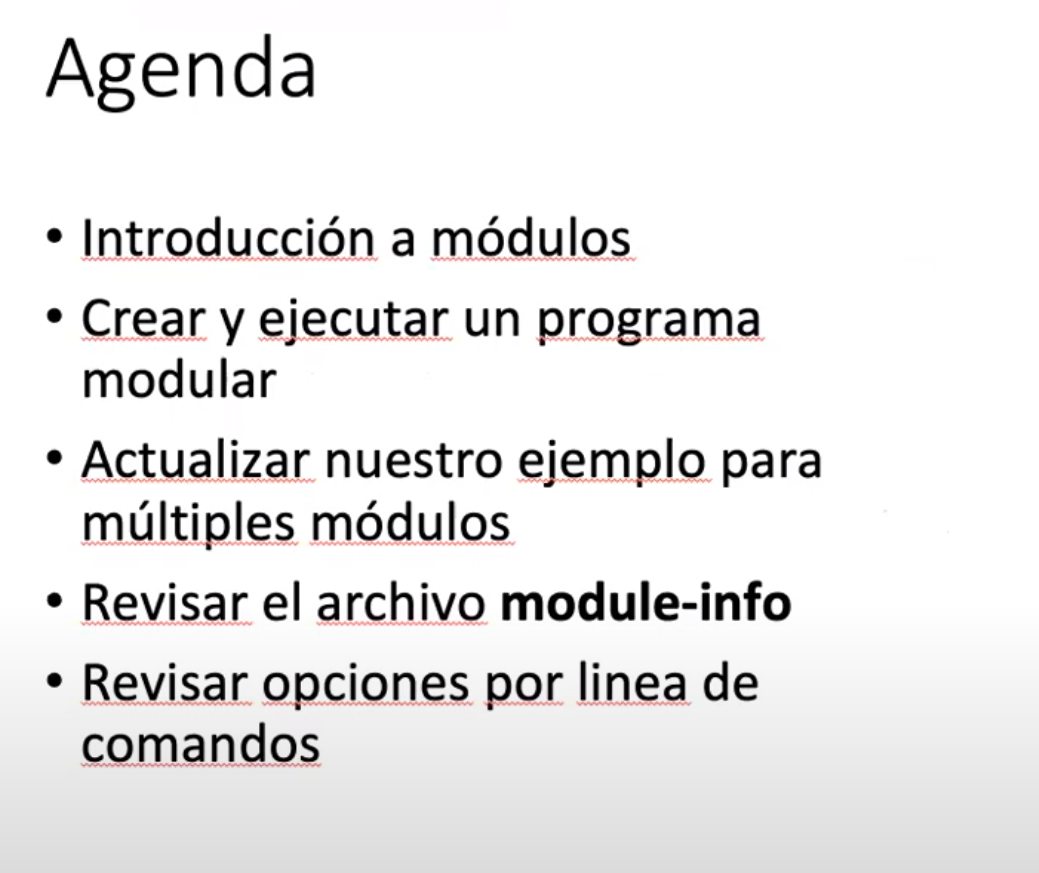 Agenda
• Introducción a módulos
• Crear y ejecutar un programa
modular
• Actualizar nuestro ejemplo para
múltiples módulos
• Revisar el archivo module-info
• Revisar opciones por linea de
comandos